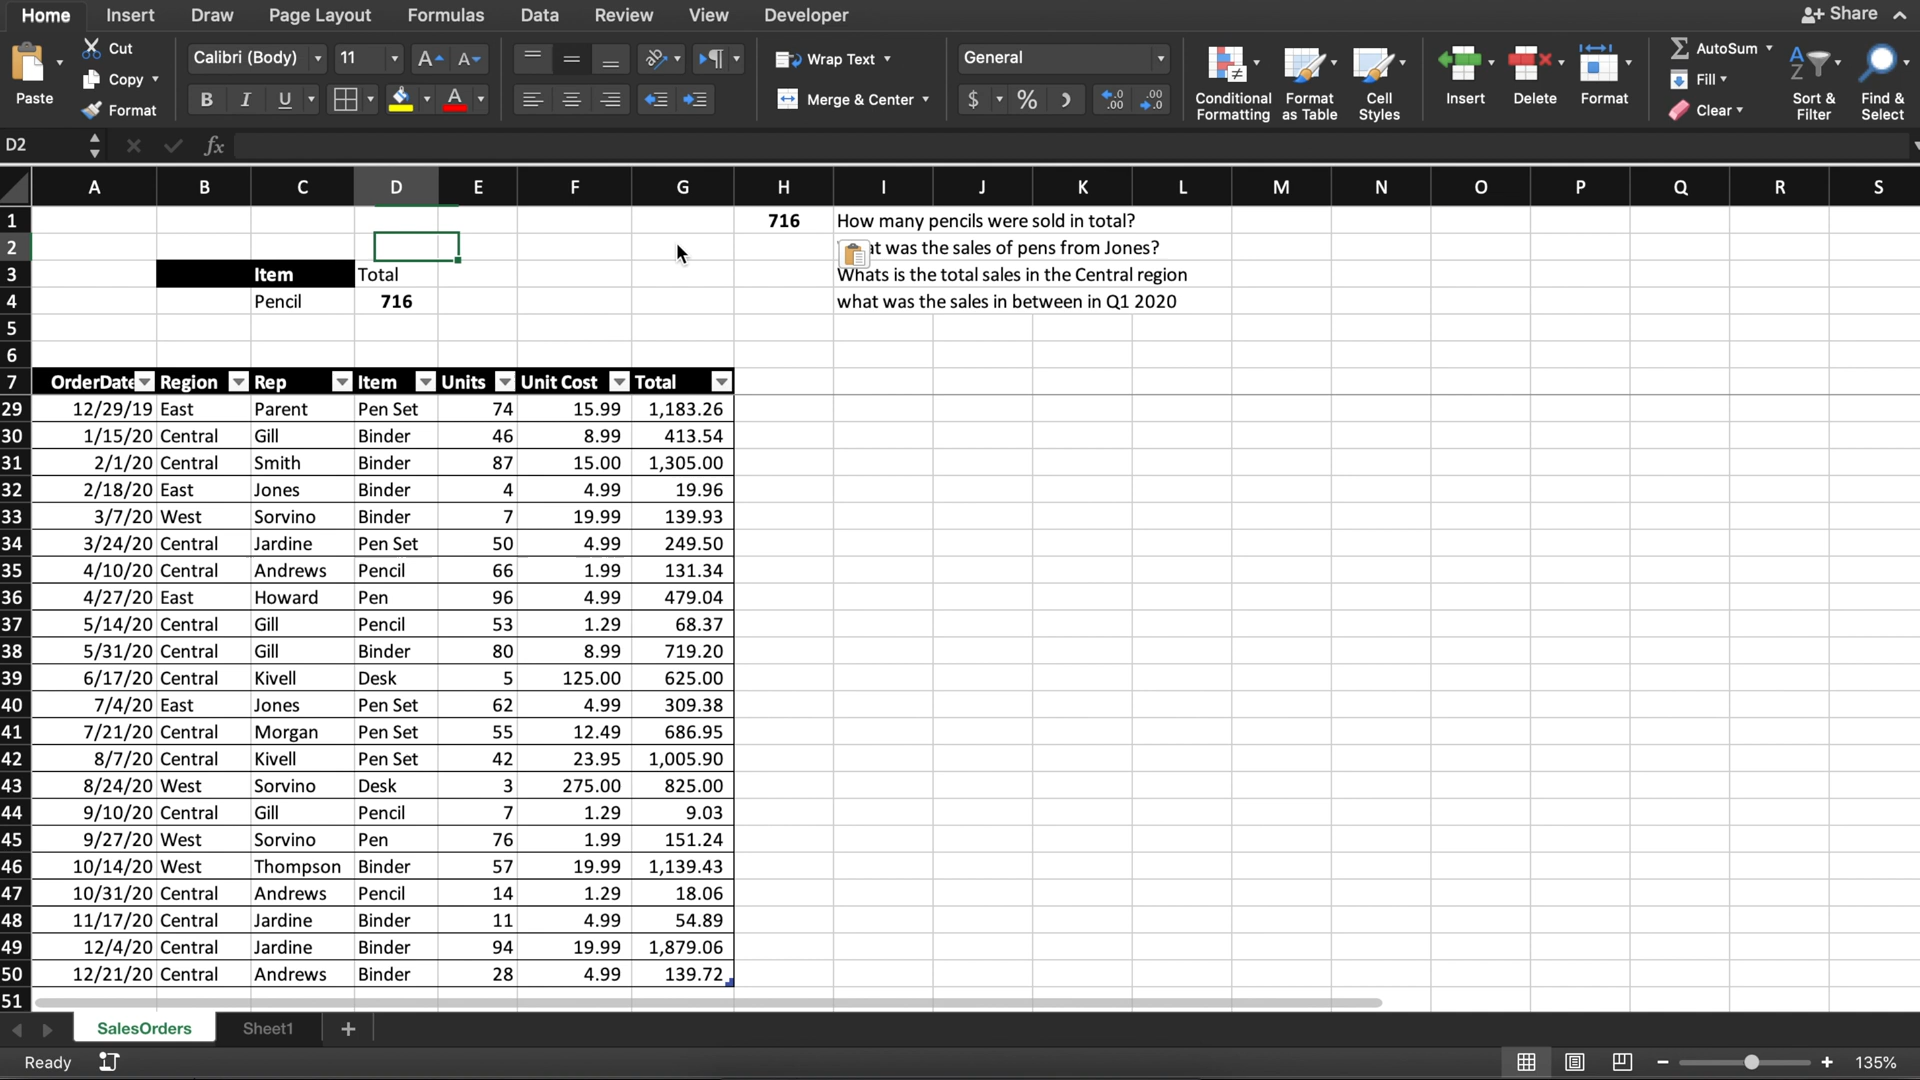 Home Insert Draw Page Layout Formulas Data Review View Developer Share
Paste Cut Copy Format
Calibri (Body) 11 A A
B I U A
Wrap Text
Merge & Center
General
$ %
Conditional Formatting
Format as Table
Cell Styles
Insert Delete Format
AutoSum
Fill
Clear
Sort & Filter
Find & Select
D2 fx
A B C D E F G H I J K L M N O P Q R S
1 716 How many pencils were sold in total?
2 at was the sales of pens from Jones?
3 Item Total Whats is the total sales in the Central region
4 Pencil 716 what was the sales in between in Q1 2020
5
6
7 OrderDate Region Rep Item Units Unit Cost Total
29 12/29/19 East Parent Pen Set 74 15.99 1,183.26
30 1/15/20 Central Gill Binder 46 8.99 413.54
31 2/1/20 Central Smith Binder 87 15.00 1,305.00
32 2/18/20 East Jones Binder 4 4.99 19.96
33 3/7/20 West Sorvino Binder 7 19.99 139.93
34 3/24/20 Central Jardine Pen Set 50 4.99 249.50
35 4/10/20 Central Andrews Pencil 66 1.99 131.34
36 4/27/20 East Howard Pen 96 4.99 479.04
37 5/14/20 Central Gill Pencil 53 1.29 68.37
38 5/31/20 Central Gill Binder 80 8.99 719.20
39 6/17/20 Central Kivell Desk 5 125.00 625.00
40 7/4/20 East Jones Pen Set 62 4.99 309.38
41 7/21/20 Central Morgan Pen Set 55 12.49 686.95
42 8/7/20 Central Kivell Pen Set 42 23.95 1,005.90
43 8/24/20 West Sorvino Desk 3 275.00 825.00
44 9/10/20 Central Gill Pencil 7 1.29 9.03
45 9/27/20 West Sorvino Pen 76 1.99 151.24
46 10/14/20 West Thompson Binder 57 19.99 1,139.43
47 10/31/20 Central Andrews Pencil 14 1.29 18.06
48 11/17/20 Central Jardine Binder 11 4.99 54.89
49 12/4/20 Central Jardine Binder 94 19.99 1,879.06
50 12/21/20 Central Andrews Binder 28 4.99 139.72
51
SalesOrders Sheet1 +
Ready 135%